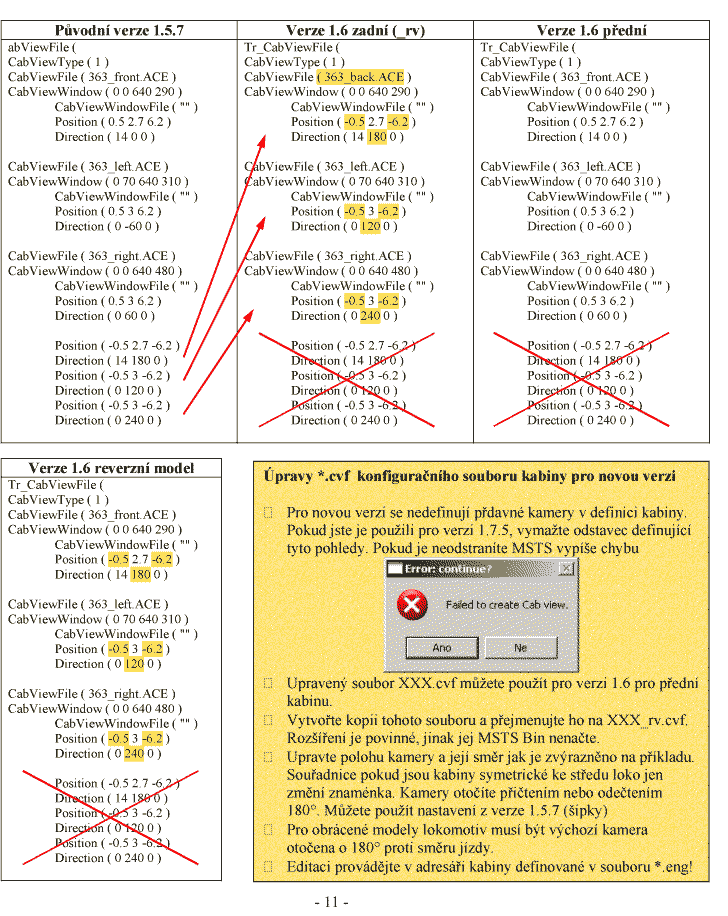 Původní verze 1.5.7
abViewFile (
CabViewType ( 1 )
CabViewFile ( 363_front.ACE )
CabViewWindow ( 0 0 640 290 )
CabViewWindowFile ( "" )
Position ( 0.5 2.7 6.2 )
Direction ( 14 0 0 )
CabViewFile ( 363_left.ACE )
CabViewWindow ( 0 70 640 310 )
CabViewWindowFile ( "" )
Position ( 0.5 3 6.2 )
Direction ( 0 -60 0 )
CabViewFile ( 363_right.ACE )
CabViewWindow ( 0 0 640 480 )
CabViewWindowFile ( "" )
Position ( 0.5 3 6.2 )
Direction ( 0 60 0 )
Position ( -0.5 2.7 -6.2 )
Direction ( 14 180 0 )
Position ( -0.5 3 -6.2 )
Direction ( 0 120 0 )
Position ( -0.5 3 -6.2 )
Direction ( 0 240 0 )
Verze 1.6 zadní (_rv)
Tr_CabViewFile (
CabViewType ( 1 )
CabViewFile ( 363_back.ACE )
CabViewWindow ( 0 0 640 290 )
CabViewWindowFile ( "" )
Position ( -0.5 2.7 -6.2 )
Direction ( 14 180 0 )
CabViewFile ( 363_left.ACE )
CabViewWindow ( 0 70 640 310 )
CabViewWindowFile ( "" )
Position ( -0.5 3 -6.2 )
Direction ( 0 120 0 )
CabViewFile ( 363_right.ACE )
CabViewWindow ( 0 0 640 480 )
CabViewWindowFile ( "" )
Position ( -0.5 3 -6.2 )
Direction ( 0 240 0 )
Position ( -0.5 2.7 -6.2 )
Direction ( 14 180 0 )
Position ( -0.5 3 -6.2 )
Direction ( 0 120 0 )
Position ( -0.5 3 -6.2 )
Direction ( 0 240 0 )
Verze 1.6 přední
Tr_CabViewFile (
CabViewType ( 1 )
CabViewFile ( 363_front.ACE )
CabViewWindow ( 0 0 640 290 )
CabViewWindowFile ( "" )
Position ( 0.5 2.7 6.2 )
Direction ( 14 0 0 )
CabViewFile ( 363_left.ACE )
CabViewWindow ( 0 70 640 310 )
CabViewWindowFile ( "" )
Position ( 0.5 3 6.2 )
Direction ( 0 -60 0 )
CabViewFile ( 363_right.ACE )
CabViewWindow ( 0 0 640 480 )
CabViewWindowFile ( "" )
Position ( 0.5 3 6.2 )
Direction ( 0 60 0 )
Position ( -0.5 2.7 -6.2 )
Direction ( 14 180 0 )
Position ( -0.5 3 -6.2 )
Direction ( 0 120 0 )
Position ( -0.5 3 -6.2 )
Direction ( 0 240 0 )
Verze 1.6 reverzní model
Tr_CabViewFile (
CabViewType ( 1 )
CabViewFile ( 363_front.ACE )
CabViewWindow ( 0 0 640 290 )
CabViewWindowFile ( "" )
Position ( -0.5 2.7 -6.2 )
Direction ( 14 180 0 )
CabViewFile ( 363_left.ACE )
CabViewWindow ( 0 70 640 310 )
CabViewWindowFile ( "" )
Position ( -0.5 3 -6.2 )
Direction ( 0 120 0 )
CabViewFile ( 363_right.ACE )
CabViewWindow ( 0 0 640 480 )
CabViewWindowFile ( "" )
Position ( -0.5 3 -6.2 )
Direction ( 0 240 0 )
Position ( -0.5 2.7 -6.2 )
Direction ( 14 180 0 )
Position ( -0.5 3 -6.2 )
Direction ( 0 120 0 )
Position ( -0.5 3 -6.2 )
Direction ( 0 240 0 )
Úpravy *.cvf konfiguračního souboru kabiny pro novou verzi
Pro novou verzi se nedefinují přdavné kamery v definici kabiny.
Pokud jste je použili pro verzi 1.7.5, vymažte odstavec definující
tyto pohledy. Pokud je neodstraníte MSTS vypíše chybu
Error: continue?
Failed to create Cab view.
Ano
Ne
Upravený soubor XXX.cvf můžete použít pro verzi 1.6 pro přední
kabinu.
Vytvořte kopii tohoto souboru a přejmenujte ho na XXX_rv.cvf.
Rozšíření je povinné, jinak jej MSTS Bin nenačte.
Upravte polohu kamery a její směr jak je zvýrazněno na příkladu.
Souřadnice pokud jsou kabiny symetrické ke středu loko jen
změní znaménka. Kamery otočíte přičtením nebo odečtením
180°. Můžete použít nastavení z verze 1.5.7 (šipky)
Pro obrácené modely lokomotiv musí být výchozí kamera
otočena o 180° proti směru jízdy.
Editaci provádějte v adresáři kabiny definované v souboru *.eng!
- 11 -